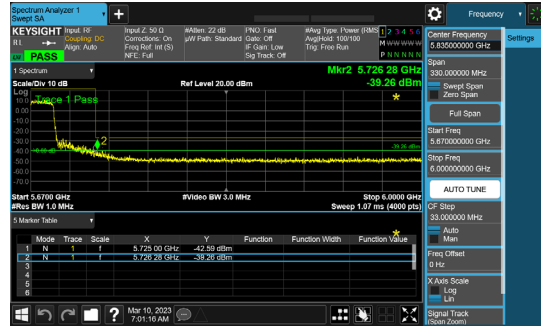 Spectrum Analyzer 1
Swept SA
+
Frequency
KEYSIGHT
Input: RF
Coupling: DC
Align: Auto
Input Z: 50 Ω
Corrections: On
Freq Ref: Int (S)
NFE: Full
#Atten: 22 dB
µW Path: Standard
PNO: Fast
Gate: Off
IF Gain: Low
Sig Track: Off
#Avg Type: Power (RMS
Avg|Hold: 100/100
Trig: Free Run
1 2 3 4 5 6
M W W W W W
P N N N N N
PASS
1 Spectrum
Scale/Div 10 dB
Ref Level 20.00 dBm
Mkr2 5.726 28 GHz
-39.26 dBm
Log
Trace 1 Pass
10.0
0.00
-10.0
-20.0
-30.0
-40.0
-50.0
-60.0
-70.0
2
Start 5.6700 GHz
#Res BW 1.0 MHz
#Video BW 3.0 MHz
Stop 6.0000 GHz
Sweep 1.07 ms (4000 pts)
5 Marker Table
Mode Trace Scale X Y Function Function Width Function Value
1 N 1 f 5.725 00 GHz -42.59 dBm
2 N 1 f 5.726 28 GHz -39.26 dBm
3
4
5
6
Mar 10, 2023
7:01:16 AM
Center Frequency
5.835000000 GHz
Settings
Span
330.000000 MHz
Swept Span
Zero Span
Full Span
Start Freq
5.670000000 GHz
Stop Freq
6.000000000 GHz
AUTO TUNE
CF Step
33.000000 MHz
Auto
Man
Freq Offset
0 Hz
X Axis Scale
Log
Lin
Signal Track
(Span Zoom)